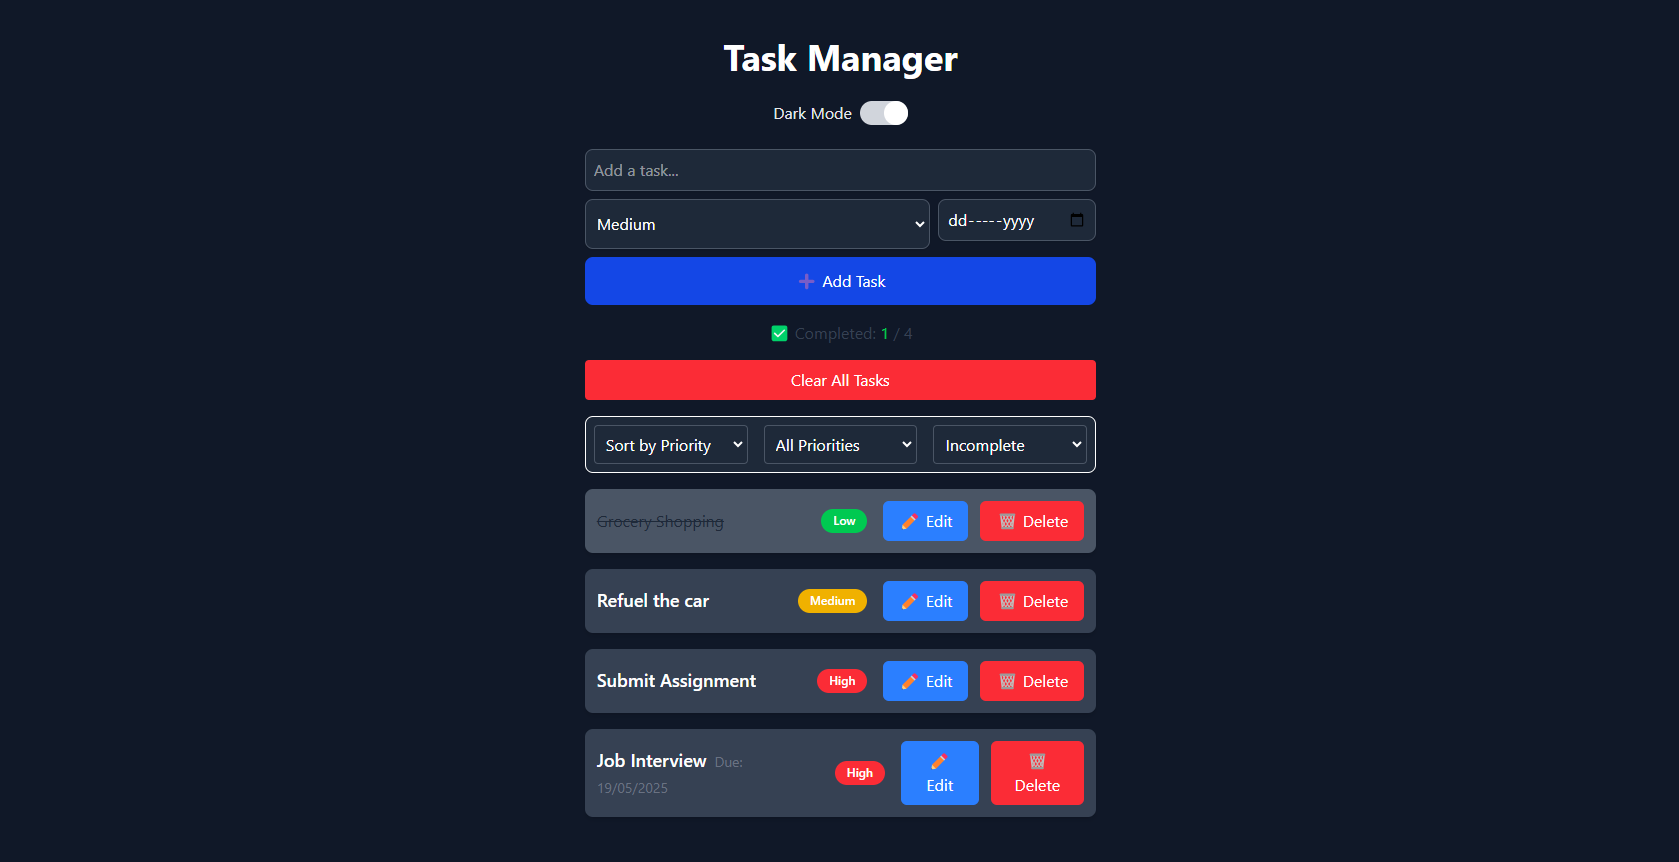 Task Manager
Dark Mode
Add a task...
Medium
dd-----yyyy
➕ Add Task
✅ Completed: 1 / 4
Clear All Tasks
Sort by Priority
All Priorities
Incomplete
Grocery Shopping
Low
✏️ Edit
🗑️ Delete
Refuel the car
Medium
✏️ Edit
🗑️ Delete
Submit Assignment
High
✏️ Edit
🗑️ Delete
Job Interview Due:
19/05/2025
High
✏️
Edit
🗑️
Delete